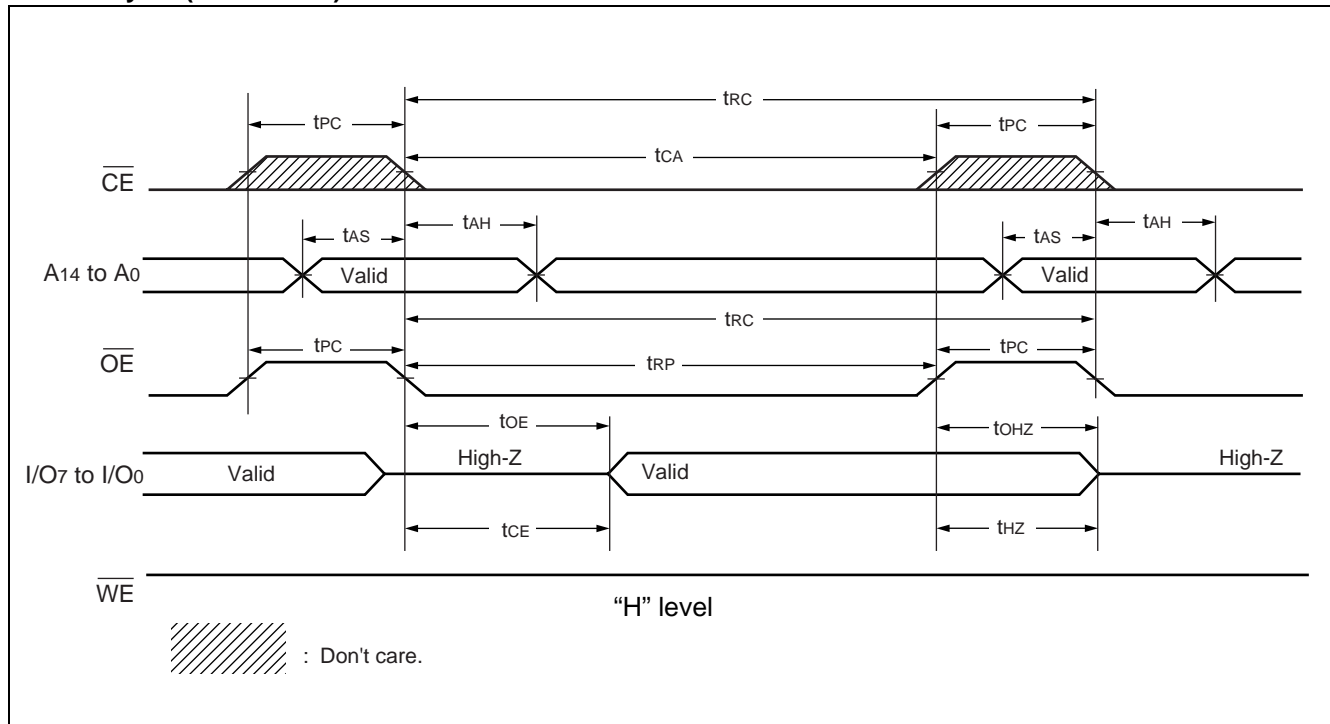 tRC
tPC
tPC
tCA
CE
tAS
tAH
tAS
tAH
A14 to A0
Valid
Valid
tRC
tPC
tPC
OE
tRP
tOE
tOHZ
High-Z
High-Z
I/O7 to I/O0
Valid
Valid
tCE
tHZ
WE
“H” level
: Don't care.